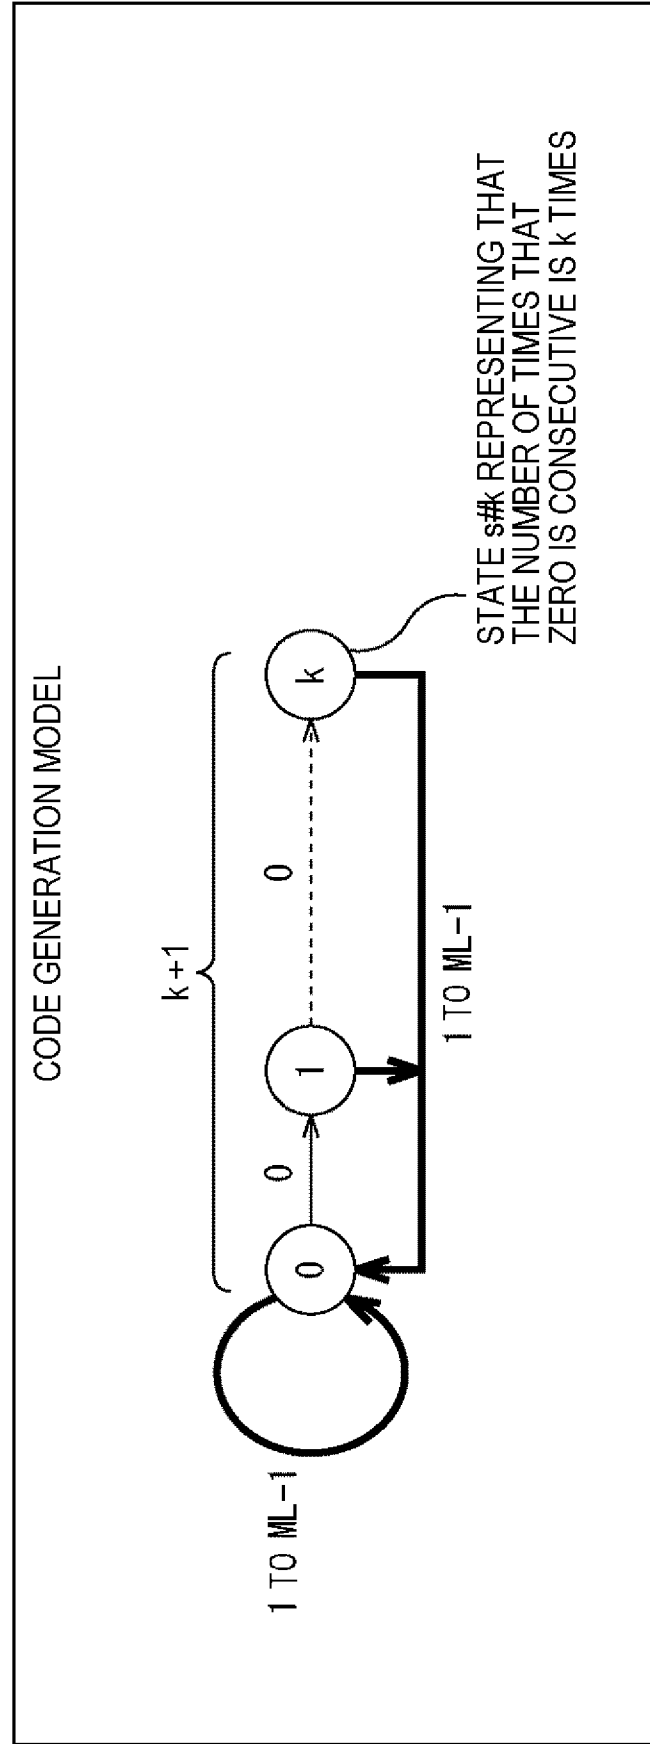 CODE GENERATION MODEL
k+1
0
0
0
1
k
1 TO ML-1
1 TO ML-1
STATE s#k REPRESENTING THAT
THE NUMBER OF TIMES THAT
ZERO IS CONSECUTIVE IS k TIMES